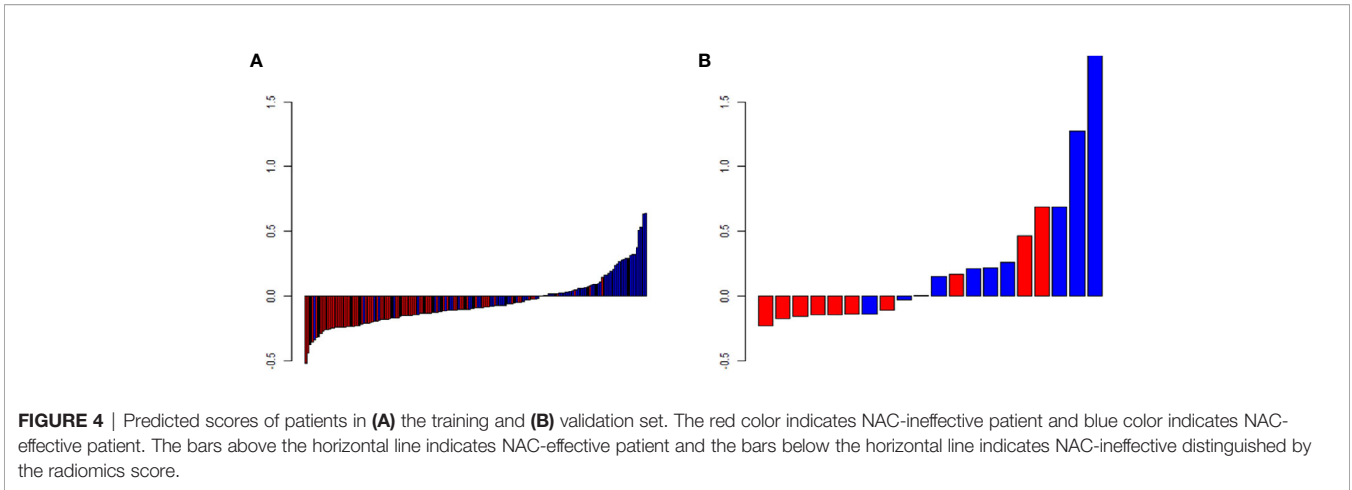 A
B
1.5
1.0
0.5
0.0
-0.5
1.5
1.0
0.5
0.0
-0.5
FIGURE 4 | Predicted scores of patients in (A) the training and (B) validation set. The red color indicates NAC-ineffective patient and blue color indicates NAC-
effective patient. The bars above the horizontal line indicates NAC-effective patient and the bars below the horizontal line indicates NAC-ineffective distinguished by
the radiomics score.